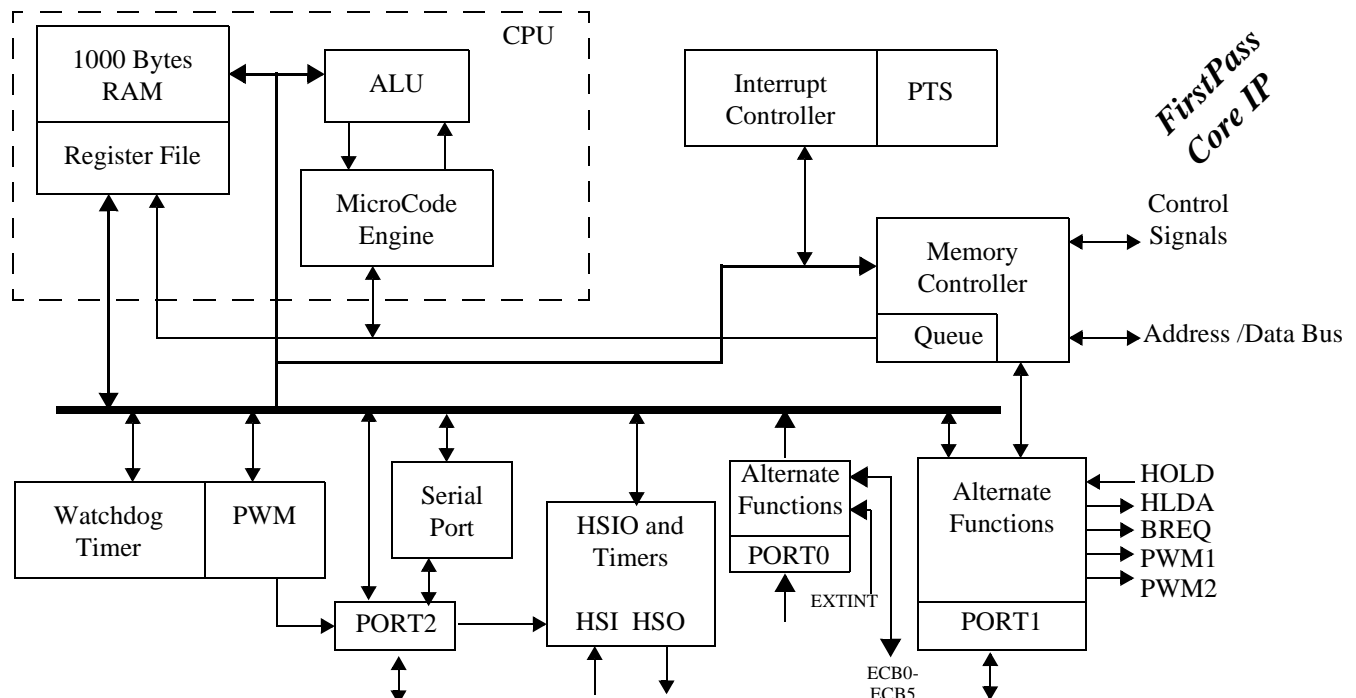 CPU
1000 Bytes
RAM
Register File
ALU
MicroCode
Engine
Interrupt
Controller
PTS
FirstPass
Core IP
Memory
Controller
Queue
Control
Signals
Address /Data Bus
Watchdog
Timer
PWM
Serial
Port
PORT2
HSIO and
Timers
HSI HSO
Alternate
Functions
PORT0
EXTINT
ECB0-
ECB5
Alternate
Functions
PORT1
HOLD
HLDA
BREQ
PWM1
PWM2